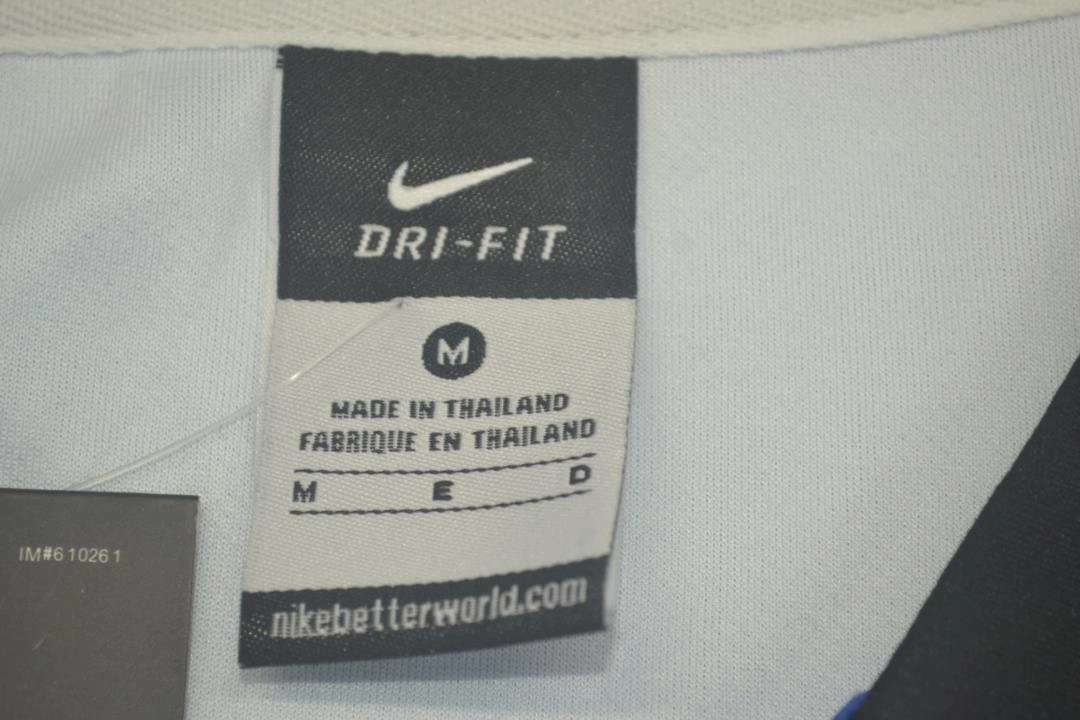 DRI-FIT
M
MADE IN THAILAND
FABRIQUE EN THAILAND
M E D
nikebetterworld.com
IM#610261